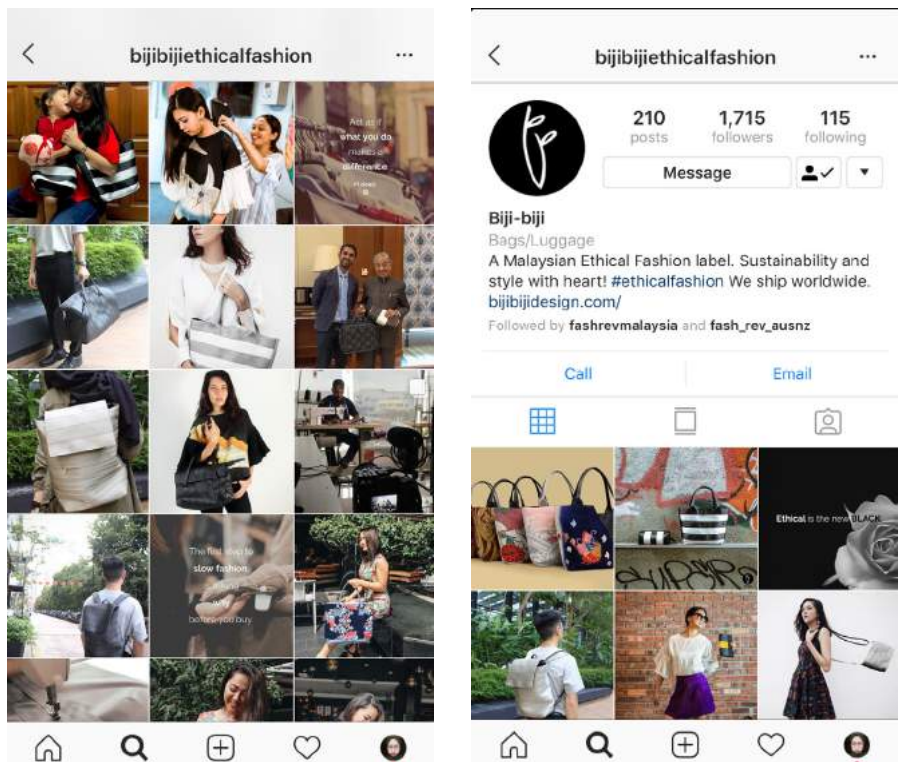 bijibijiethicalfashion
...
Act as if
what you do
makes a
difference
The first step to
slow fashion
before you buy
bijibijiethicalfashion
...
210
1,715
115
posts
followers
following
Message
Biji-biji
Bags/Luggage
A Malaysian Ethical Fashion label. Sustainability and
style with heart! #ethicalfashion We ship worldwide.
bijibijidesign.com/
Followed by fashrevmalaysia and fash_rev_ausnz
Call
Email
Ethical is the new BLACK
SUPER